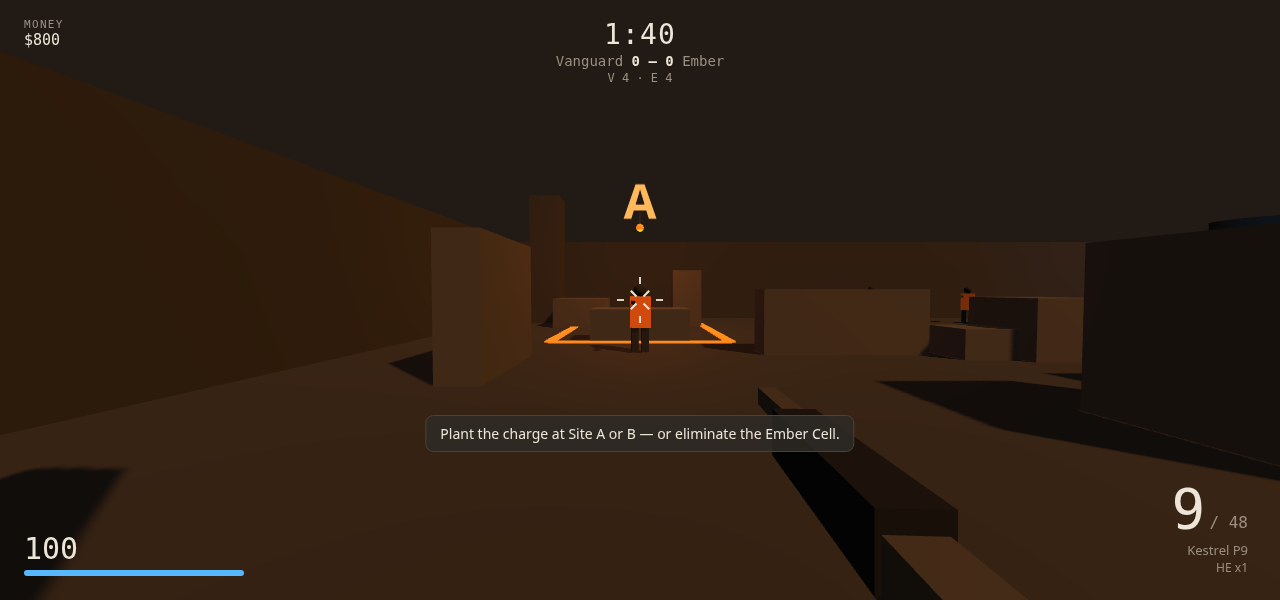 MONEY
$800
1:40
Vanguard 0 — 0 Ember
V 4 · E 4
A
Plant the charge at Site A or B — or eliminate the Ember Cell.
100
9 / 48
Kestrel P9
HE x1